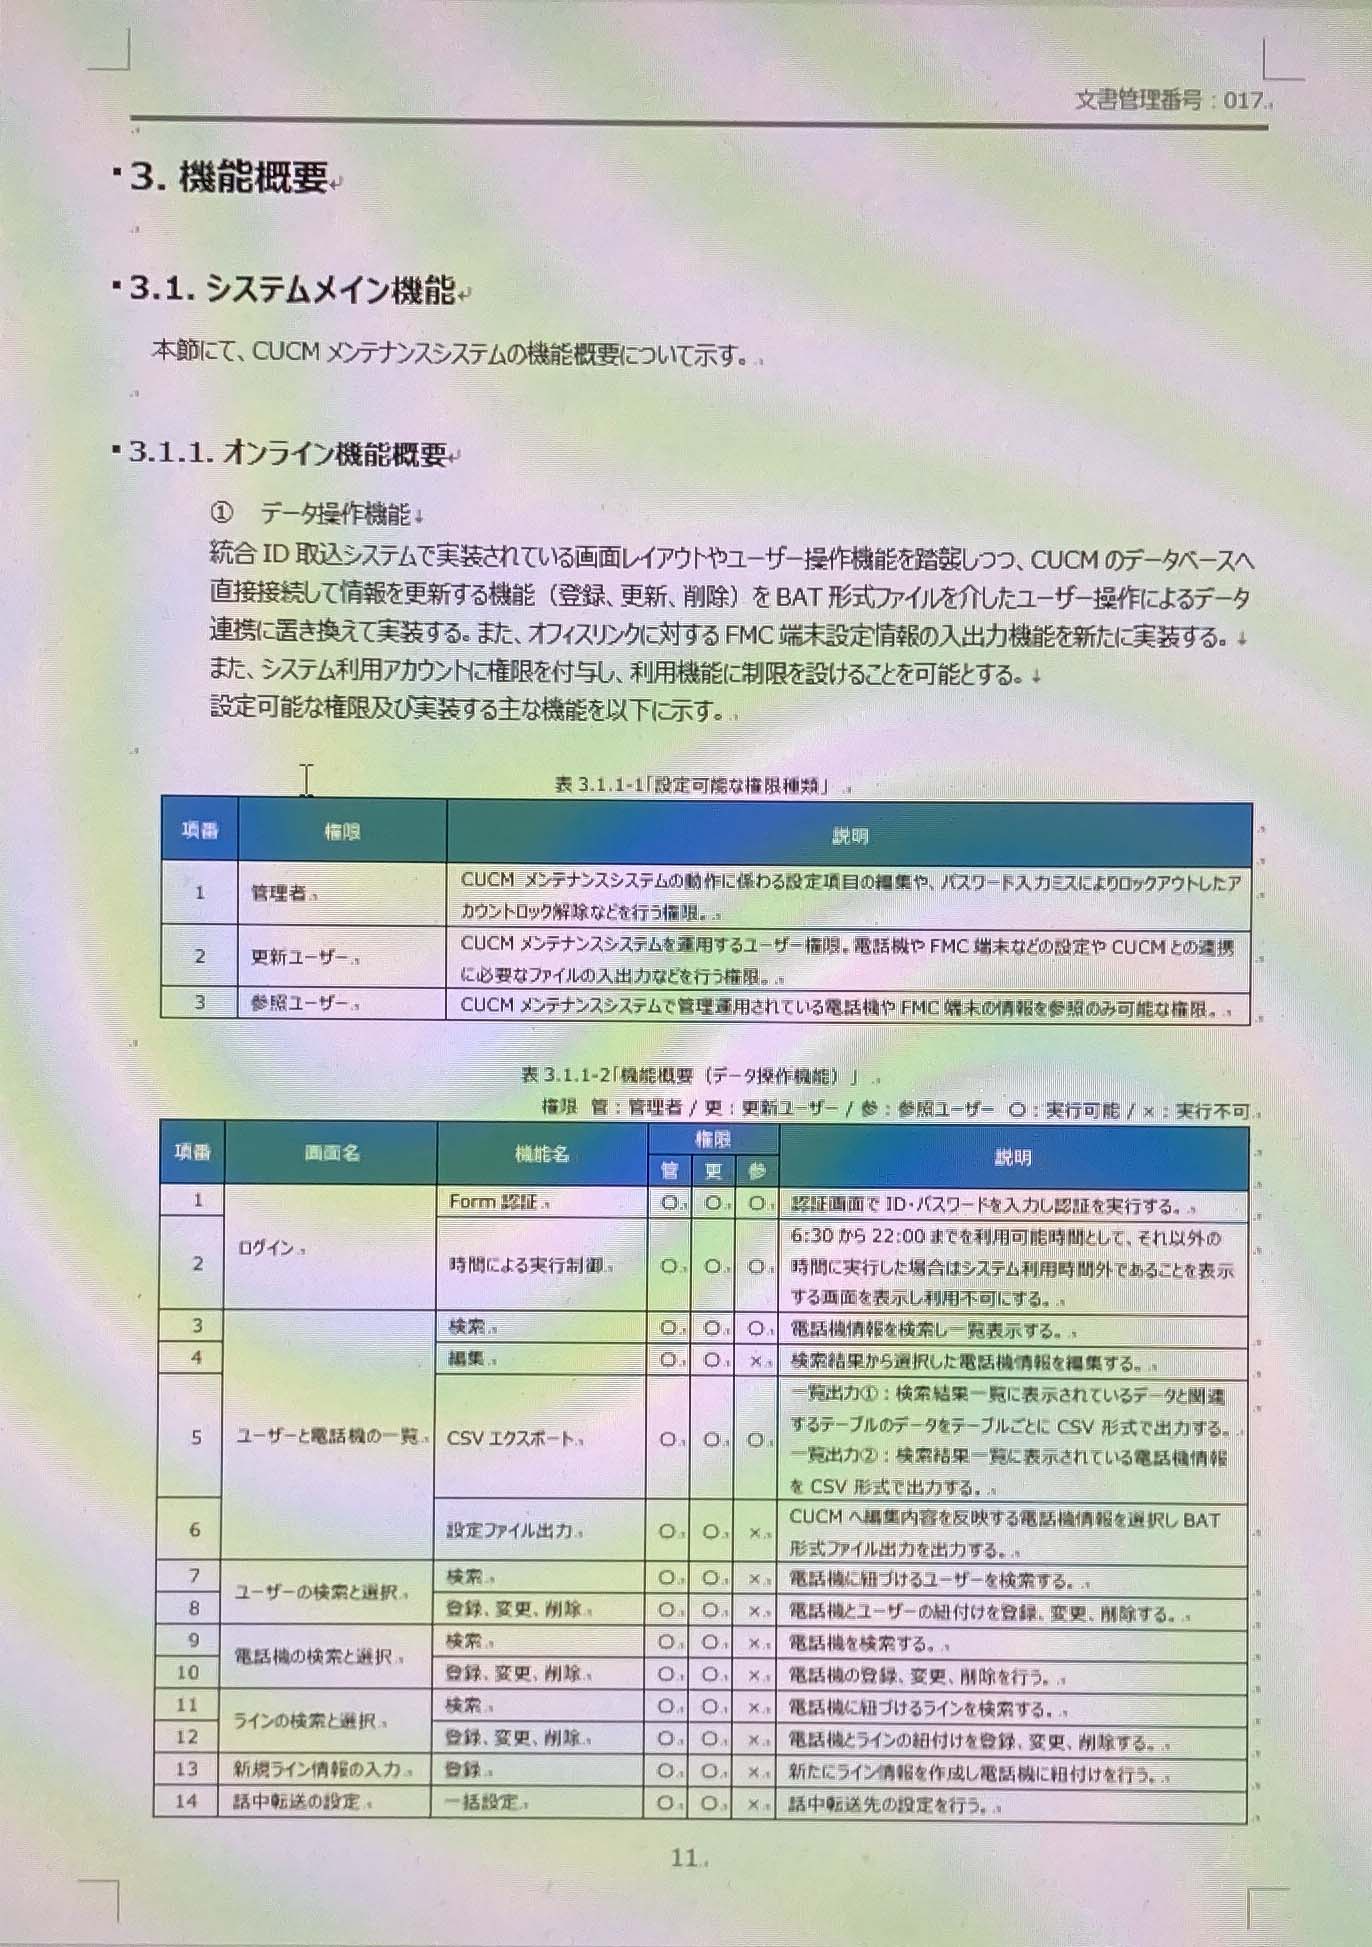 文書管理番号:017
3. 機能概要
3.1. システムメイン機能
本節にて、CUCM メンテナンスシステムの機能概要について示す。
3.1.1. オンライン機能概要
① データ操作機能
統合 ID 取込システムで実装されている画面レイアウトやユーザー操作機能を踏襲しつつ、CUCM のデータベースへ
直接接続して情報を更新する機能(登録、更新、削除)を BAT 形式ファイルを介したユーザー操作によるデータ
連携に置き換えて実装する。また、オフィスリンクに対する FMC 端末設定情報の入出力機能を新たに実装する。
また、システム利用アカウントに権限を付与し、利用機能に制限を設けることを可能とする。
設定可能な権限及び実装する主な機能を以下に示す。
表 3.1.1-1「設定可能な権限種類」
項番 権限 説明
1 管理者 CUCM メンテナンスシステムの動作に係わる設定項目の編集や、パスワード入力ミスによりロックアウトしたア
カウントロック解除などを行う権限。
2 更新ユーザー CUCM メンテナンスシステムを運用するユーザー権限。電話機や FMC 端末などの設定や CUCM との連携
に必要なファイルの入出力などを行う権限。
3 参照ユーザー CUCM メンテナンスシステムで管理運用されている電話機や FMC 端末の情報を参照のみ可能な権限。
表 3.1.1-2「機能概要(データ操作機能)」
権限 管:管理者 / 更:更新ユーザー / 参:参照ユーザー ○:実行可能 / ×:実行不可
項番 画面名 機能名 権限 説明
管 更 参
1 ログイン Form 認証 ○ ○ ○ 認証画面で ID・パスワードを入力し認証を実行する。
2 時間による実行制御 ○ ○ ○ 6:30 から 22:00 までを利用可能時間として、それ以外の
時間に実行した場合はシステム利用時間外であることを表示
する画面を表示し利用不可にする。
3 ユーザーと電話機の一覧 検索 ○ ○ ○ 電話機情報を検索し一覧表示する。
4 編集 ○ ○ × 検索結果から選択した電話機情報を編集する。
5 CSV エクスポート ○ ○ ○ 一覧出力①:検索結果一覧に表示されているデータと関連
するテーブルのデータをテーブルごとに CSV 形式で出力する。
一覧出力②:検索結果一覧に表示されている電話機情報
を CSV 形式で出力する。
6 設定ファイル出力 ○ ○ × CUCM へ編集内容を反映する電話機情報を選択し BAT
形式ファイル出力を出力する。
7 ユーザーの検索と選択 検索 ○ ○ × 電話機に紐づけるユーザーを検索する。
8 登録、変更、削除 ○ ○ × 電話機とユーザーの紐付けを登録、変更、削除する。
9 電話機の検索と選択 検索 ○ ○ × 電話機を検索する。
10 登録、変更、削除 ○ ○ × 電話機の登録、変更、削除を行う。
11 ラインの検索と選択 検索 ○ ○ × 電話機に紐づけるラインを検索する。
12 登録、変更、削除 ○ ○ × 電話機とラインの紐付けを登録、変更、削除する。
13 新規ライン情報の入力 登録 ○ ○ × 新たにライン情報を作成し電話機に紐付けを行う。
14 話中転送の設定 一括設定 ○ ○ × 話中転送先の設定を行う。
11